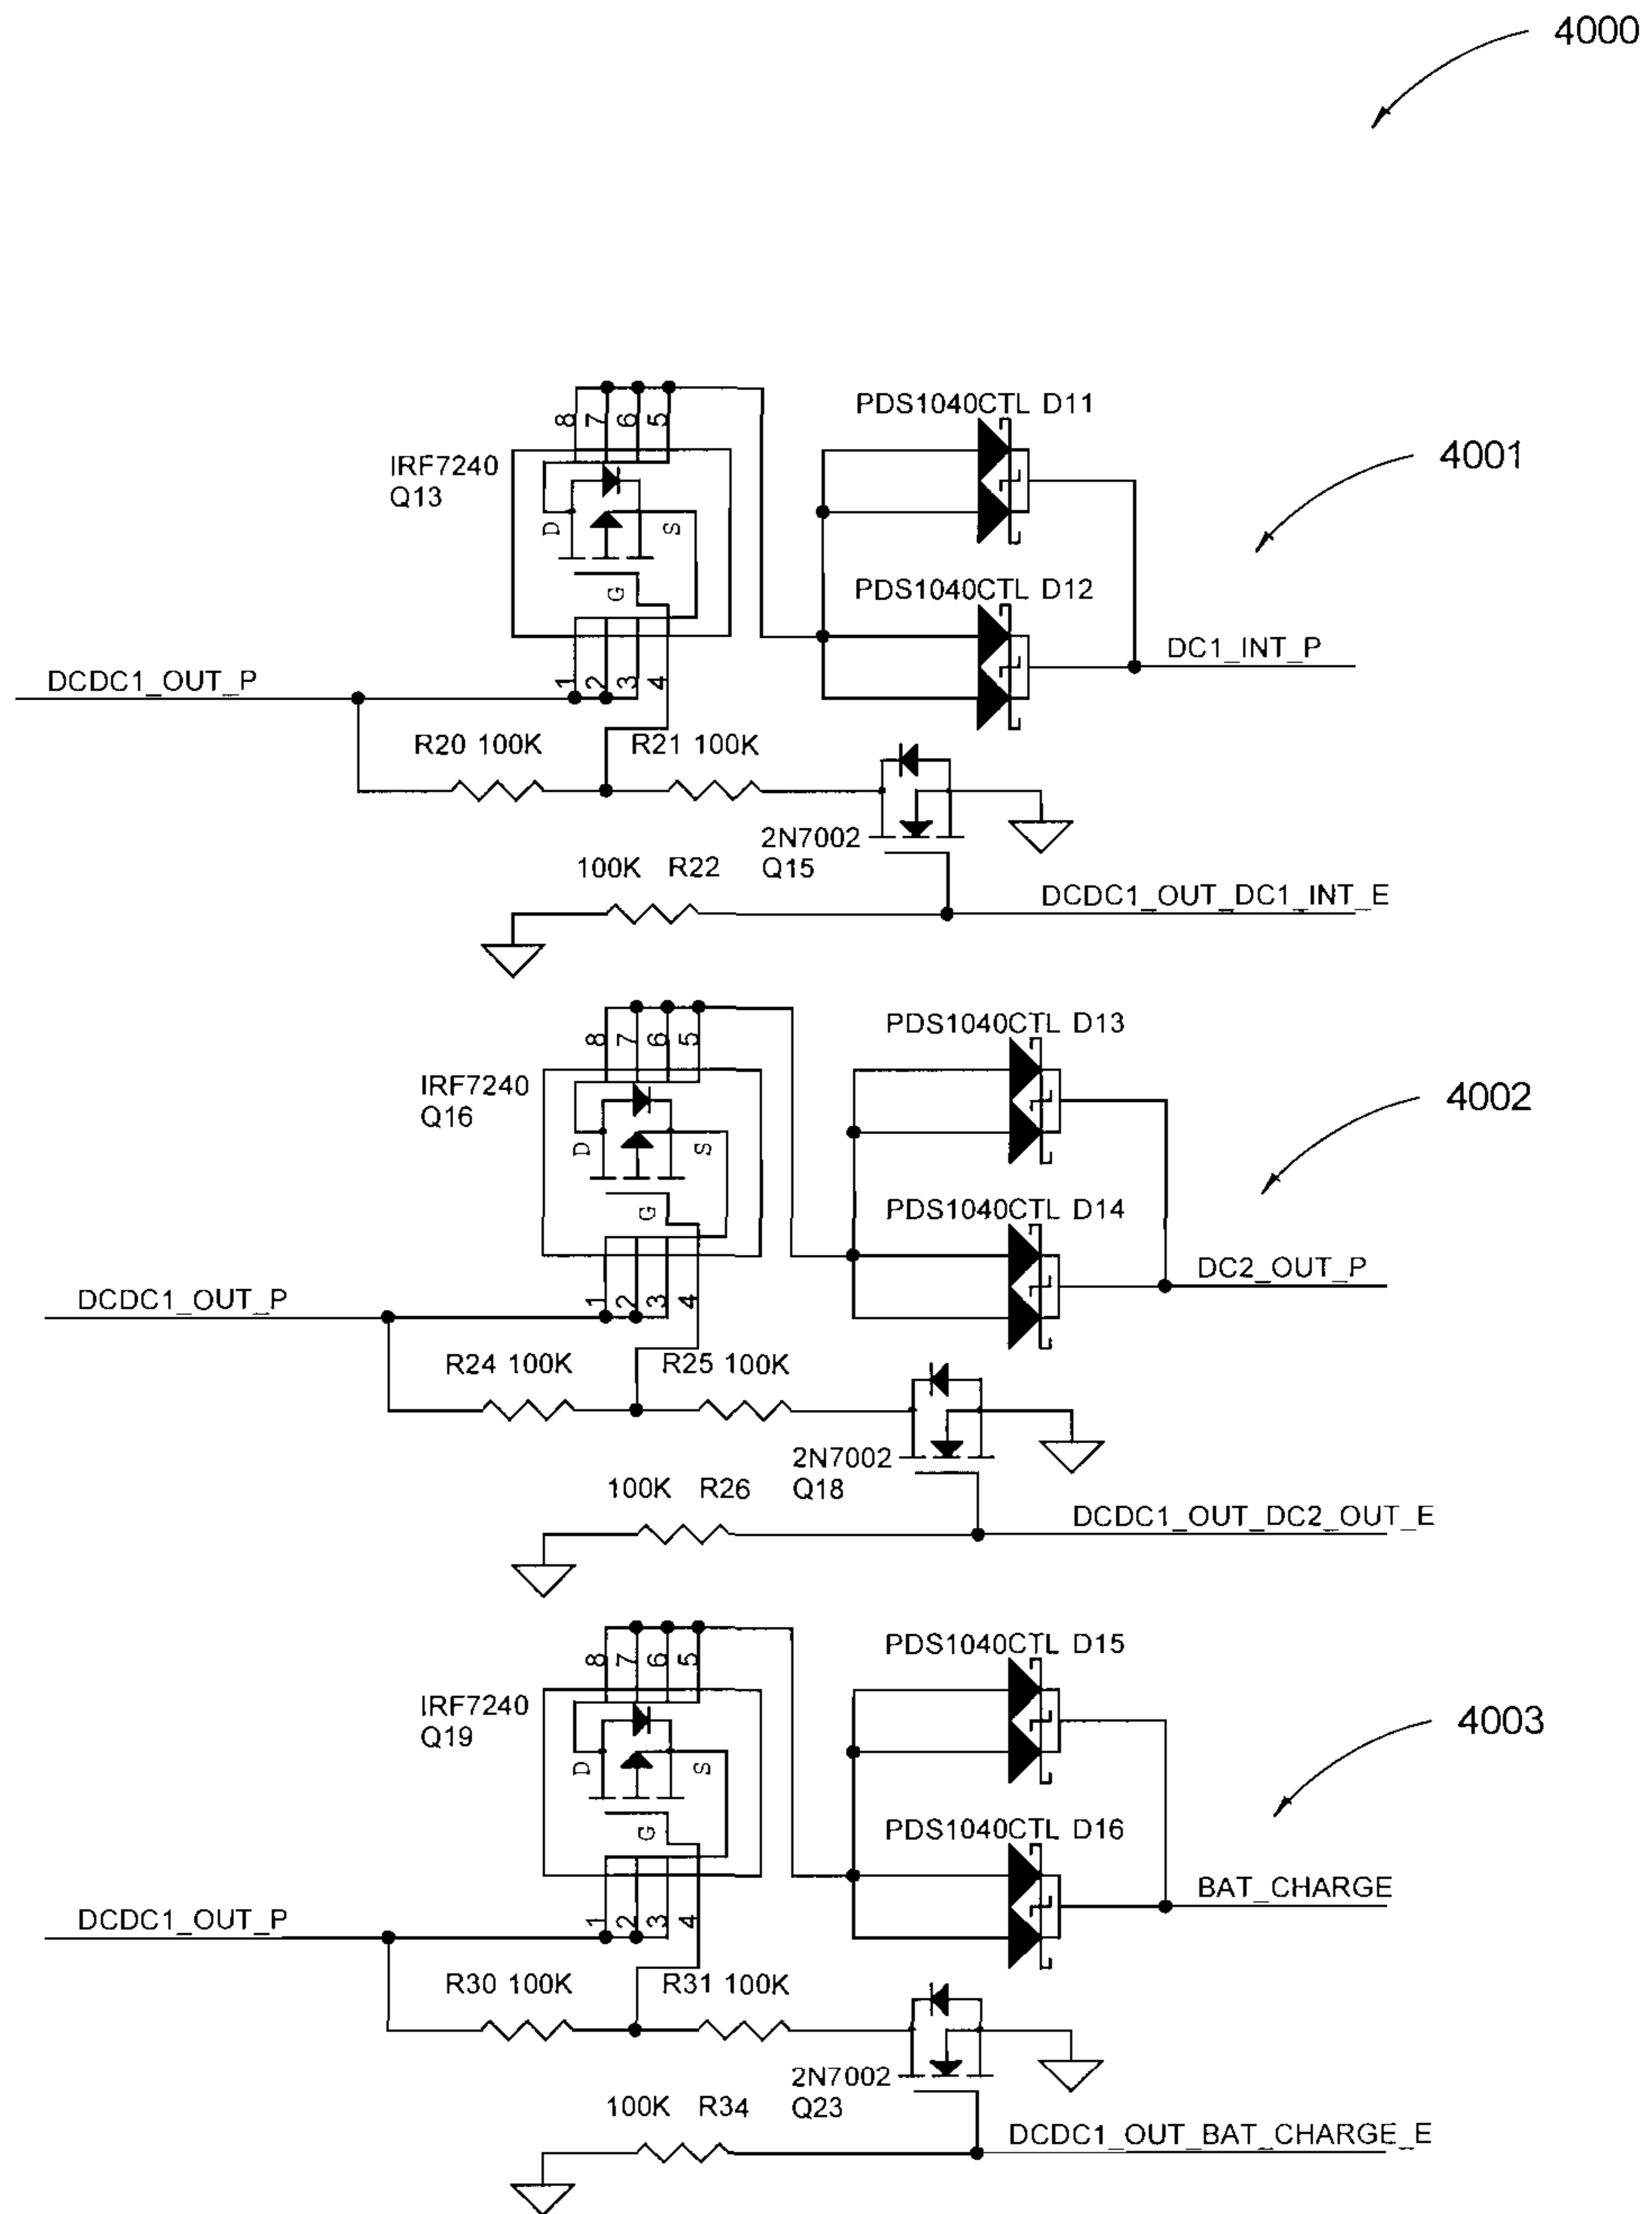 4000
8 7 6 5
PDS1040CTL D11
4001
IRF7240
Q13
D
S
G
PDS1040CTL D12
DC1_INT_P
DCDC1_OUT_P
1 2 3 4
R20 100K
R21 100K
2N7002
Q15
100K R22
DCDC1_OUT_DC1_INT_E
8 7 6 5
PDS1040CTL D13
4002
IRF7240
Q16
D
S
G
PDS1040CTL D14
DC2_OUT_P
DCDC1_OUT_P
1 2 3 4
R24 100K
R25 100K
2N7002
Q18
100K R26
DCDC1_OUT_DC2_OUT_E
8 7 6 5
PDS1040CTL D15
4003
IRF7240
Q19
D
S
G
PDS1040CTL D16
BAT_CHARGE
DCDC1_OUT_P
1 2 3 4
R30 100K
R31 100K
2N7002
Q23
100K R34
DCDC1_OUT_BAT_CHARGE_E